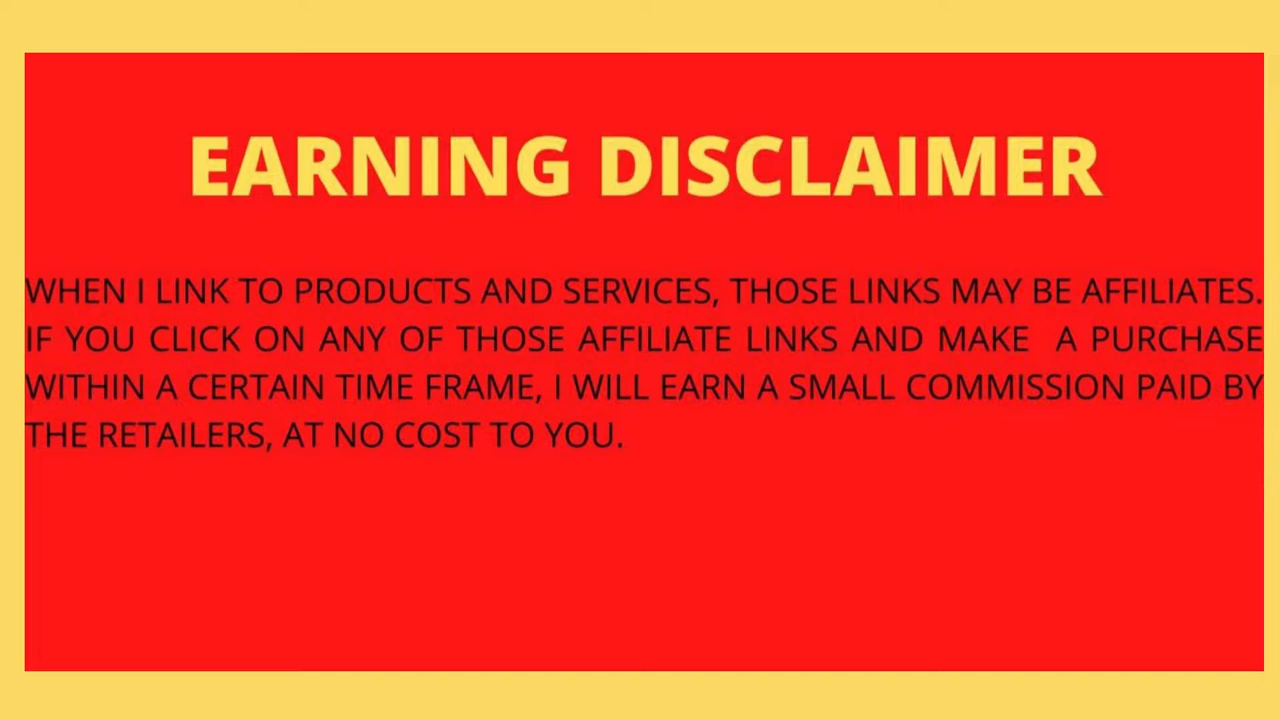 EARNING DISCLAIMER
WHEN I LINK TO PRODUCTS AND SERVICES, THOSE LINKS MAY BE AFFILIATES.
IF YOU CLICK ON ANY OF THOSE AFFILIATE LINKS AND MAKE A PURCHASE
WITHIN A CERTAIN TIME FRAME, I WILL EARN A SMALL COMMISSION PAID BY
THE RETAILERS, AT NO COST TO YOU.